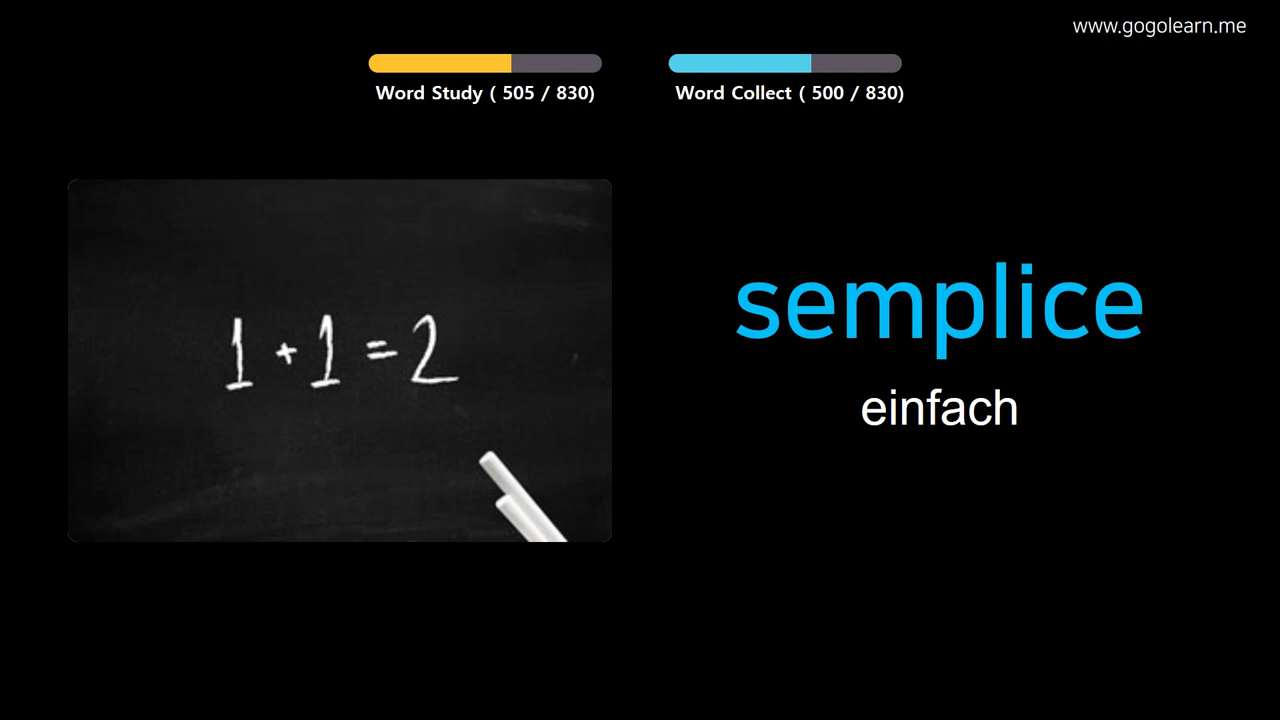 www.gogolearn.me
Word Study ( 505 / 830)
Word Collect ( 500 / 830)
1 + 1 = 2
semplice
einfach